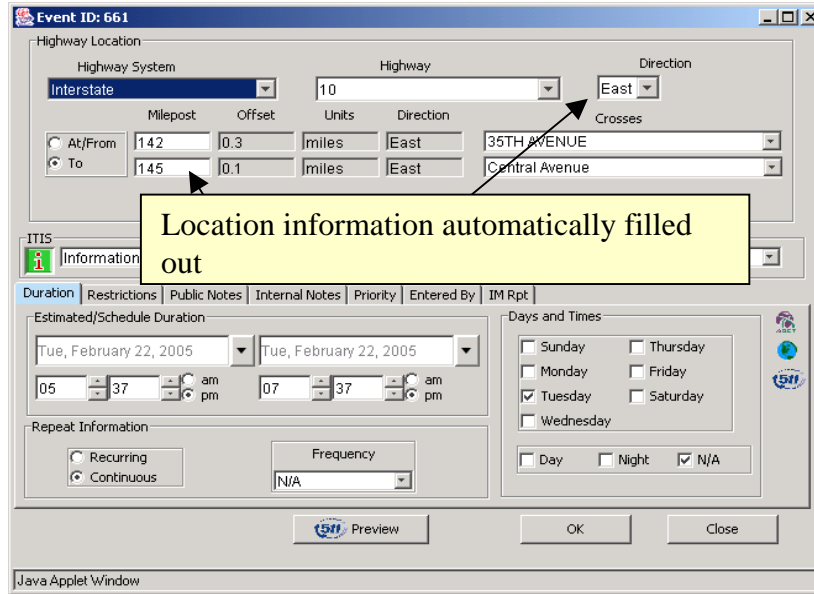 Event ID: 661
Highway Location
Highway System Highway Direction
Interstate 10 East
Milepost Offset Units Direction Crosses
At/From 142 0.3 miles East 35TH AVENUE
To 145 0.1 miles East Central Avenue
Location information automatically filled
out
ITIS
Information
Duration Restrictions Public Notes Internal Notes Priority Entered By IM Rpt
Estimated/Schedule Duration
Tue, February 22, 2005 Tue, February 22, 2005
05 37 am pm 07 37 am pm
Repeat Information
Recurring
Continuous
Frequency
N/A
Days and Times
Sunday Thursday
Monday Friday
Tuesday Saturday
Wednesday
Day Night N/A
511
511 Preview OK Close
Java Applet Window